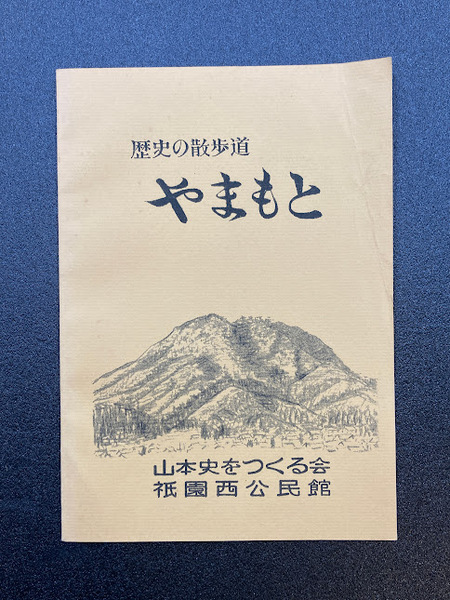 歴史の散歩道
やまもと
山本史をつくる会
祇園西公民館